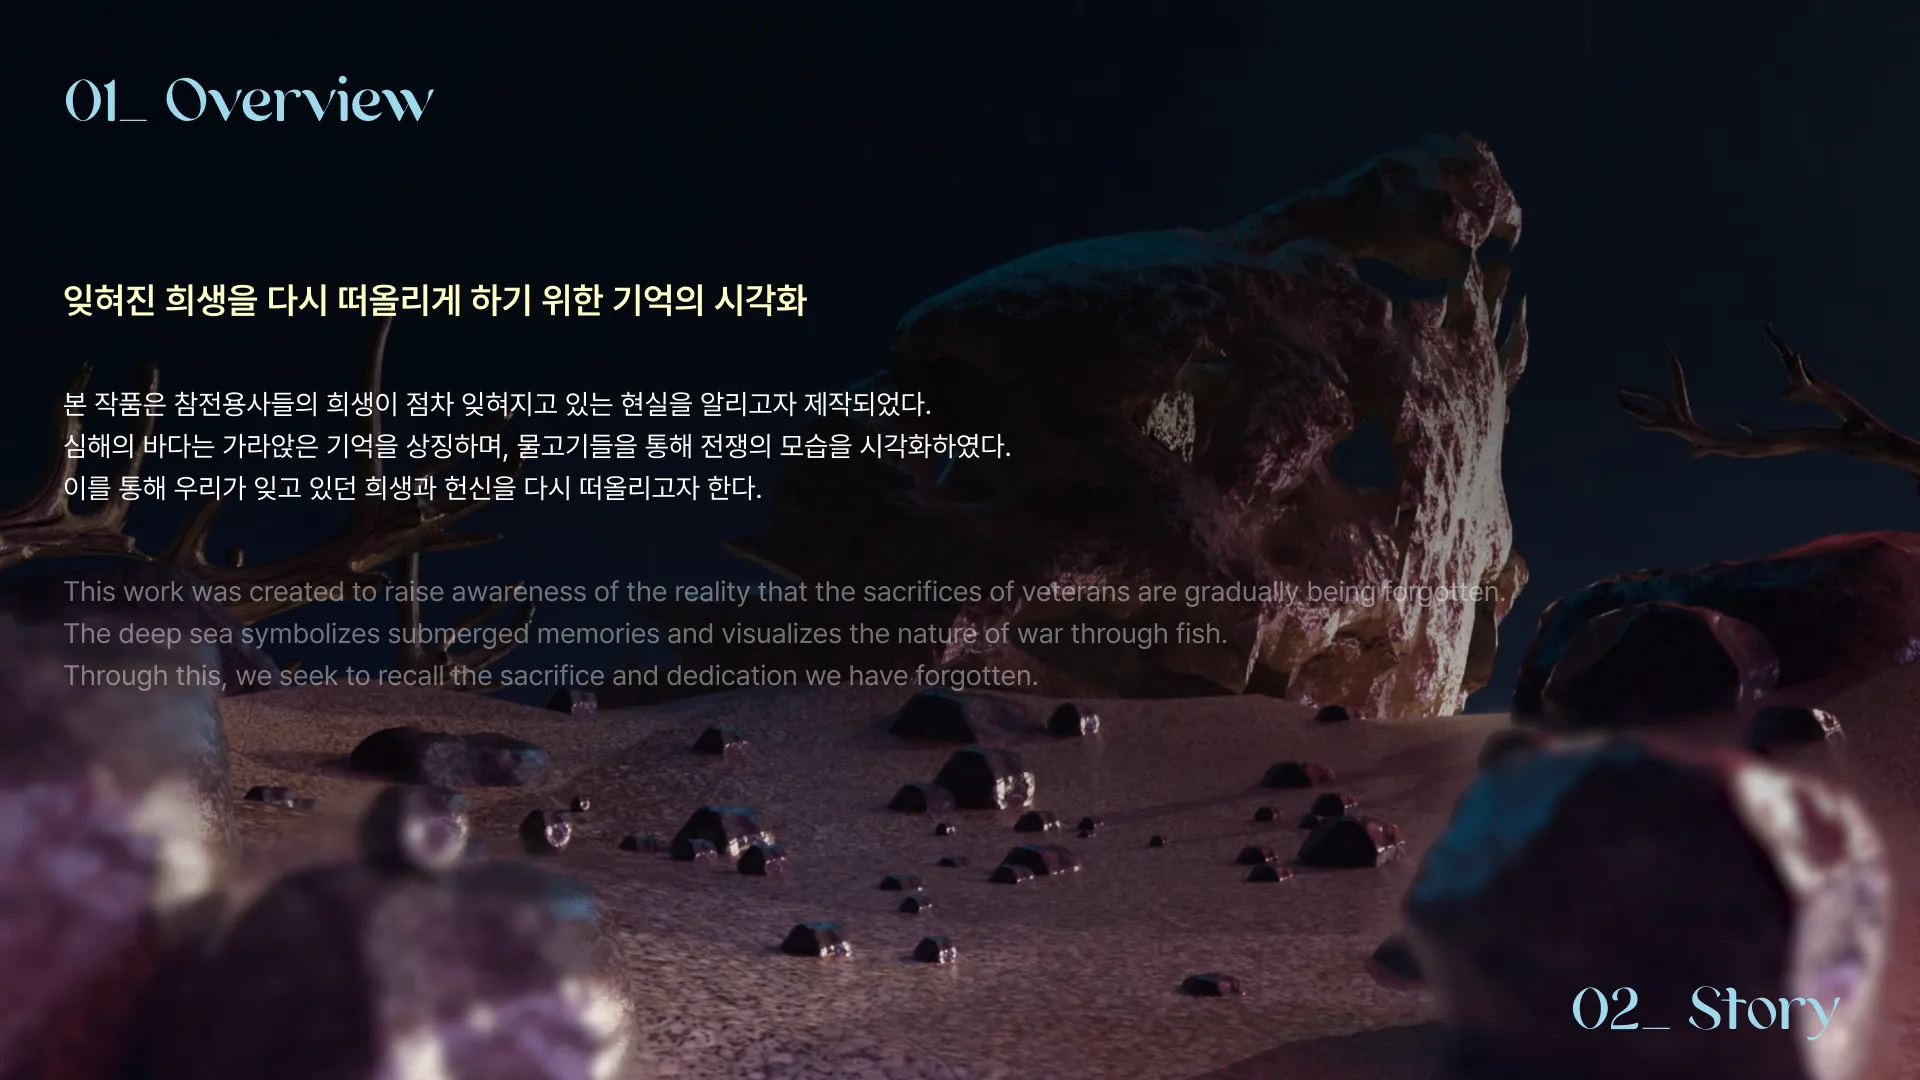 01_ Overview
잊혀진 희생을 다시 떠올리게 하기 위한 기억의 시각화
본 작품은 참전용사들의 희생이 점차 잊혀지고 있는 현실을 알리고자 제작되었다.
심해의 바다는 가라앉은 기억을 상징하며, 물고기들을 통해 전쟁의 모습을 시각화하였다.
이를 통해 우리가 잊고 있던 희생과 헌신을 다시 떠올리고자 한다.
This work was created to raise awareness of the reality that the sacrifices of veterans are gradually being forgotten.
The deep sea symbolizes submerged memories and visualizes the nature of war through fish.
Through this, we seek to recall the sacrifice and dedication we have forgotten.
02_ Story